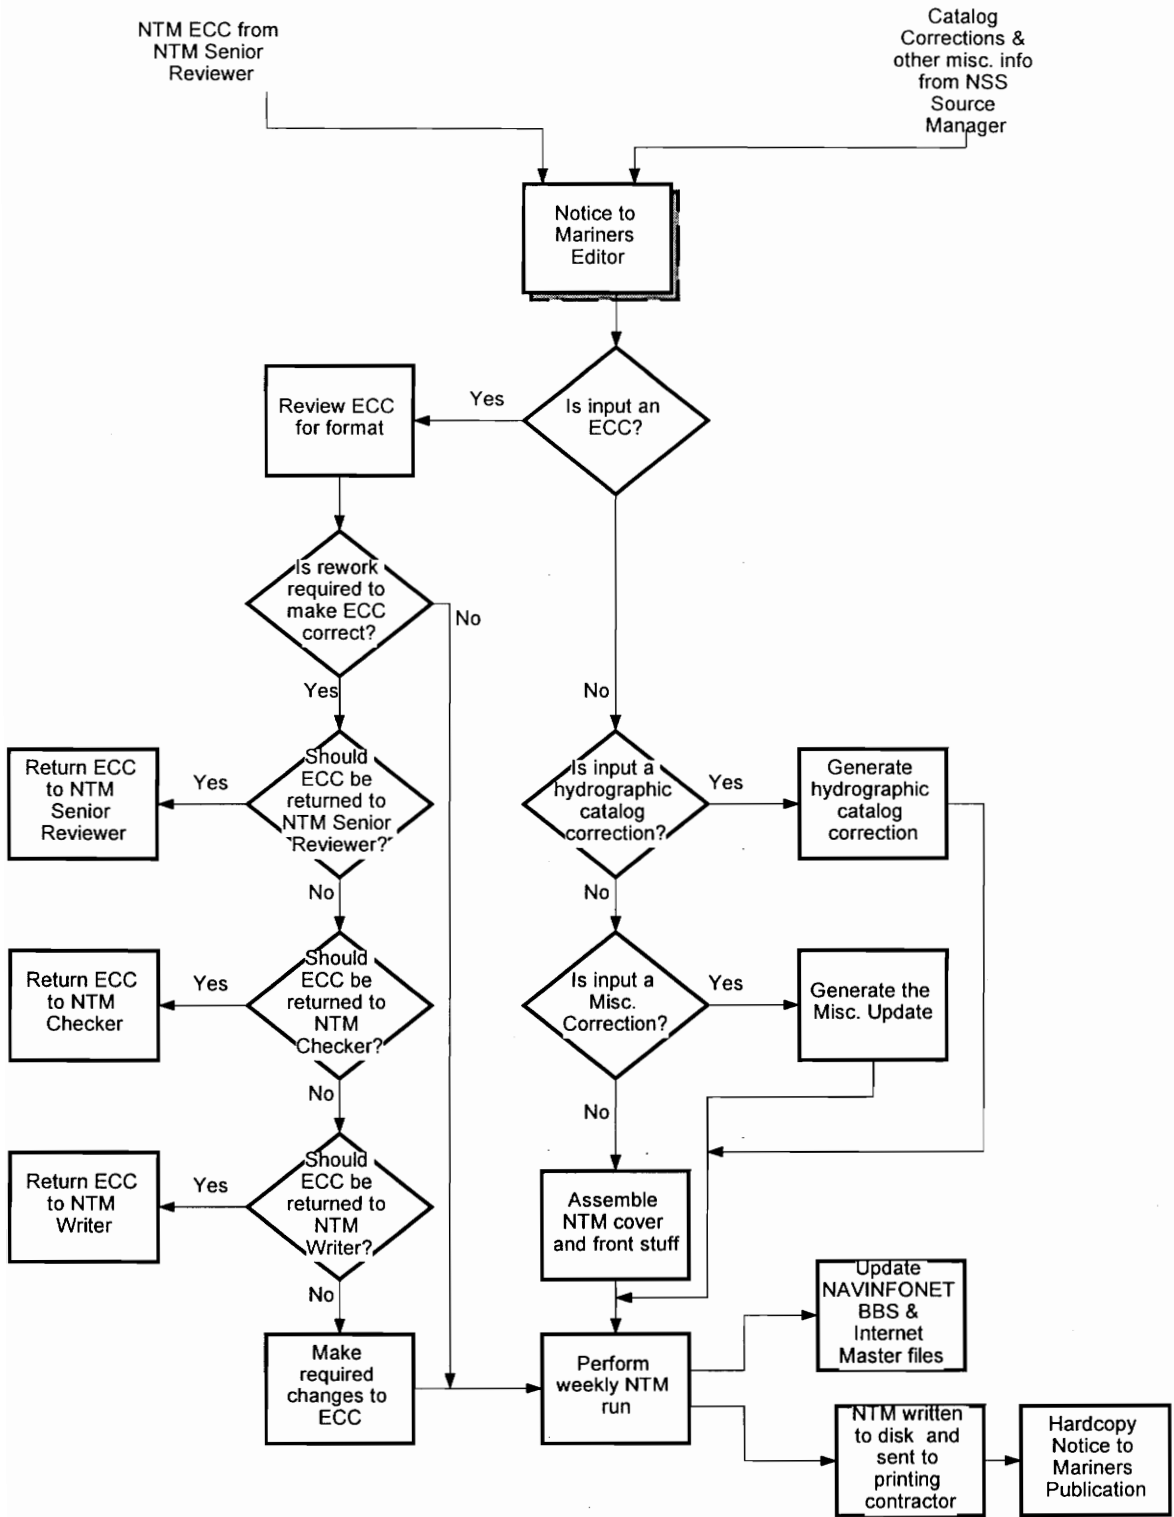 NTM ECC from
NTM Senior
Reviewer
Catalog
Corrections &
other misc. info
from NSS
Source
Manager
Notice to
Mariners
Editor
Is input an
ECC?
Yes
Review ECC
for format
Is rework
required to
make ECC
correct?
No
Yes
No
Should
ECC be
returned to
NTM Senior
Reviewer?
Yes
Return ECC
to NTM
Senior
Reviewer
Is input a
hydrographic
catalog
correction?
Yes
Generate
hydrographic
catalog
correction
No
No
Should
ECC be
returned to
NTM
Checker?
Yes
Return ECC
to NTM
Checker
Is input a
Misc.
Correction?
Yes
Generate the
Misc. Update
No
No
Should
ECC be
returned to
NTM
Writer?
Yes
Return ECC
to NTM
Writer
Assemble
NTM cover
and front stuff
No
Make
required
changes to
ECC
Perform
weekly NTM
run
Update
NAVINFONET
BBS &
Internet
Master files
NTM written
to disk and
sent to
printing
contractor
Hardcopy
Notice to
Mariners
Publication